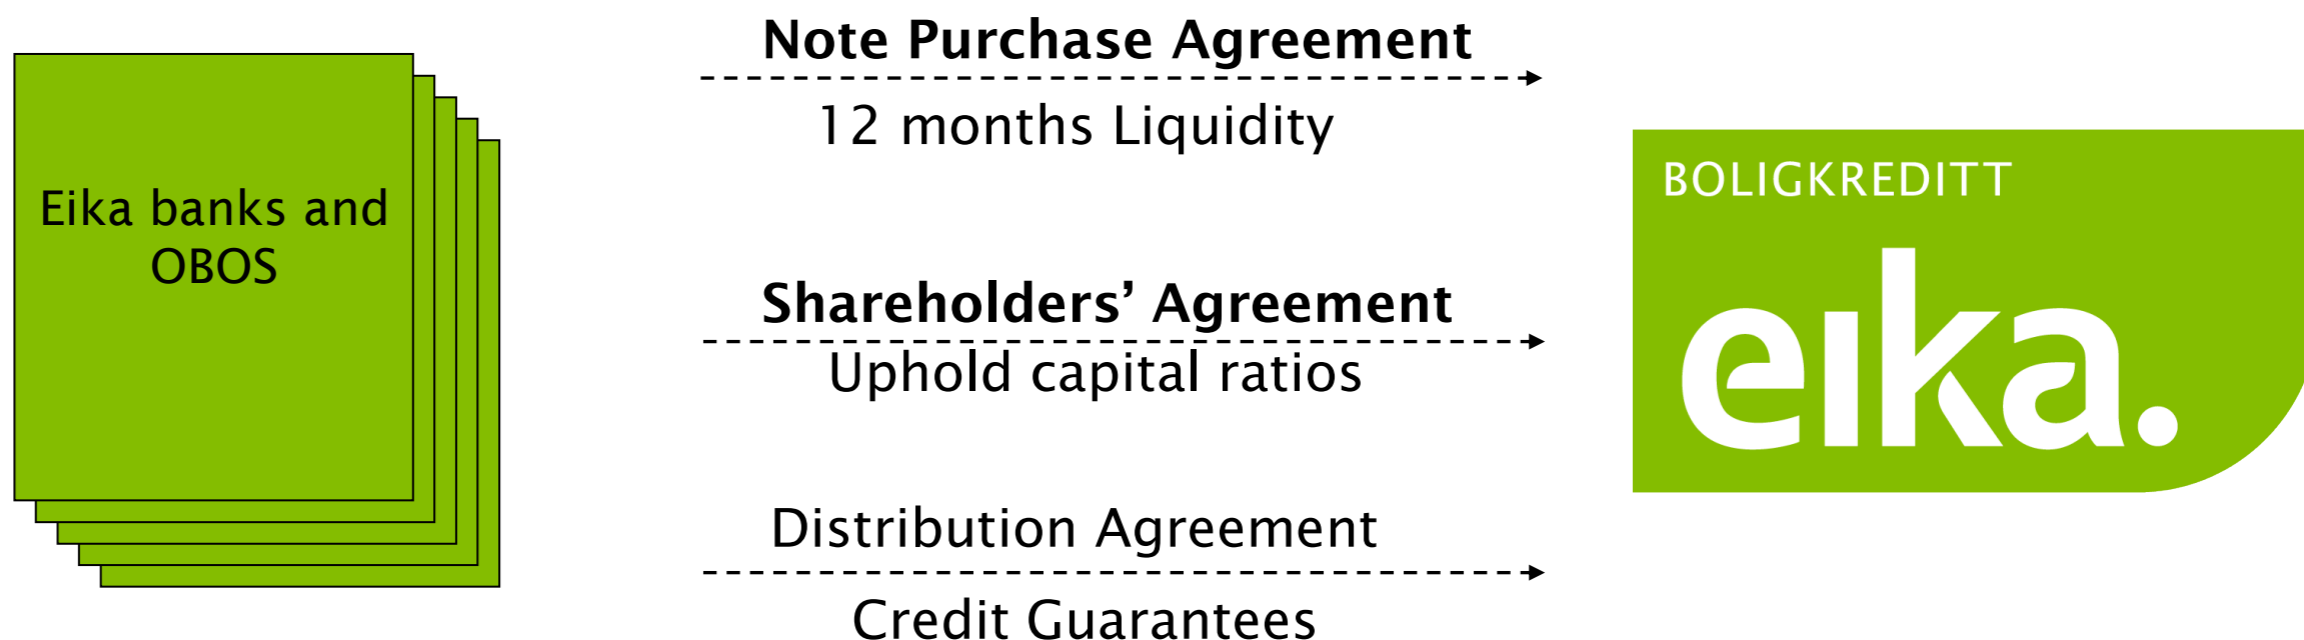 Eika banks and
OBOS
Note Purchase Agreement
12 months Liquidity
Shareholders’ Agreement
Uphold capital ratios
Distribution Agreement
Credit Guarantees
BOLIGKREDITT
eika.